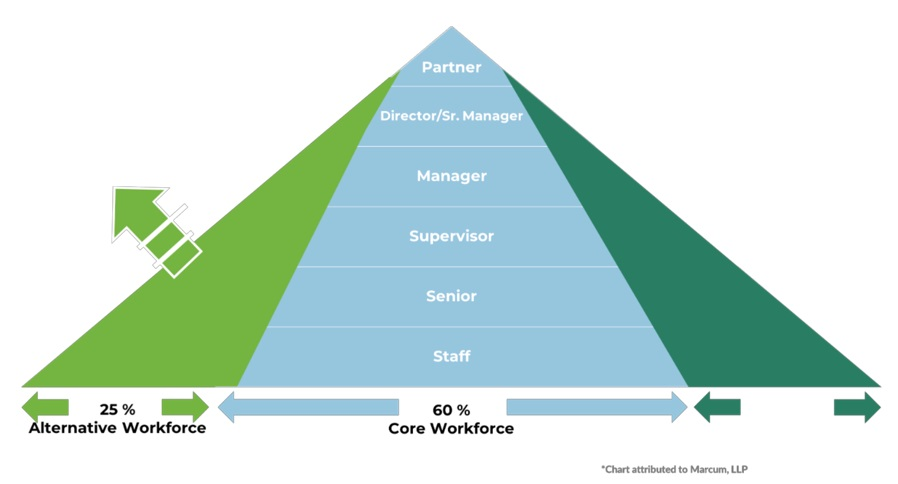 Partner
Director/Sr. Manager
Manager
Supervisor
Senior
Staff
25 %
Alternative Workforce
60 %
Core Workforce
*Chart attributed to Marcum, LLP